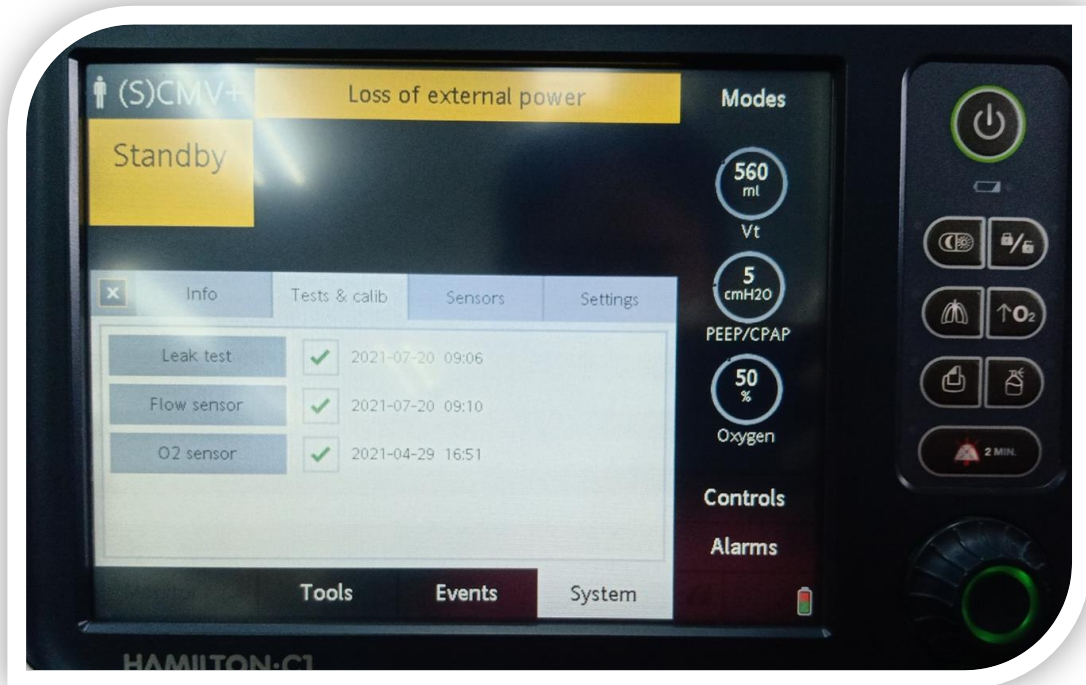 (S)CMV+
Loss of external power
Modes
Standby
560
ml
Vt
5
cmH2O
PEEP/CPAP
50
%
Oxygen
Controls
Alarms
x
Info
Tests & calib
Sensors
Settings
Leak test
2021-07-20 09:06
Flow sensor
2021-07-20 09:10
O2 sensor
2021-04-29 16:51
Tools
Events
System
↑O2
2 MIN.
HAMILTON·C1